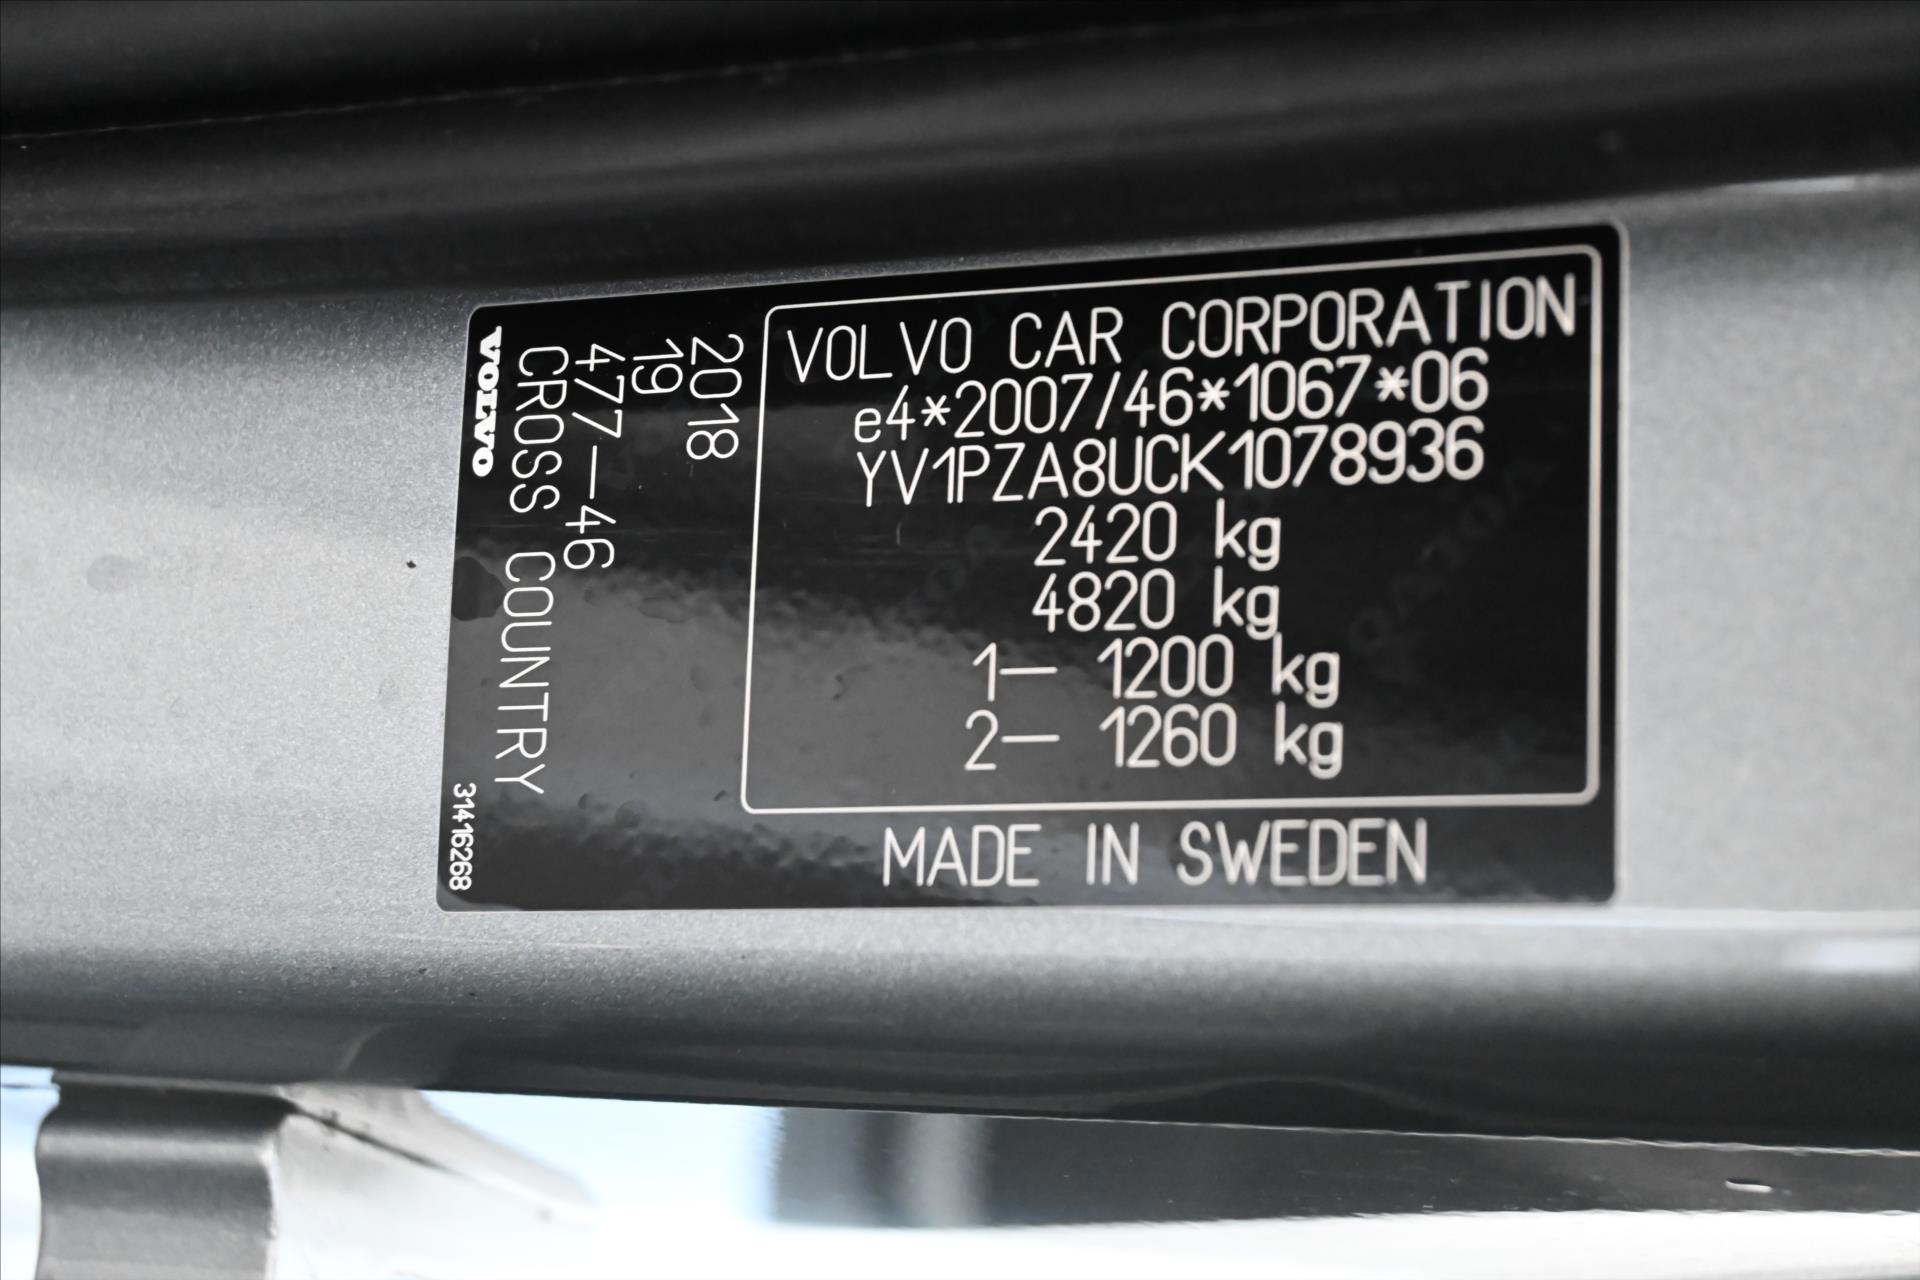 VOLVO CAR CORPORATION
e4*2007/46*1067*06
YV1PZA8UCK1078936
2420 kg
4820 kg
1— 1200 kg
2— 1260 kg
MADE IN SWEDEN
2018
19
477—46
CROSS COUNTRY
VOLVO
31416268